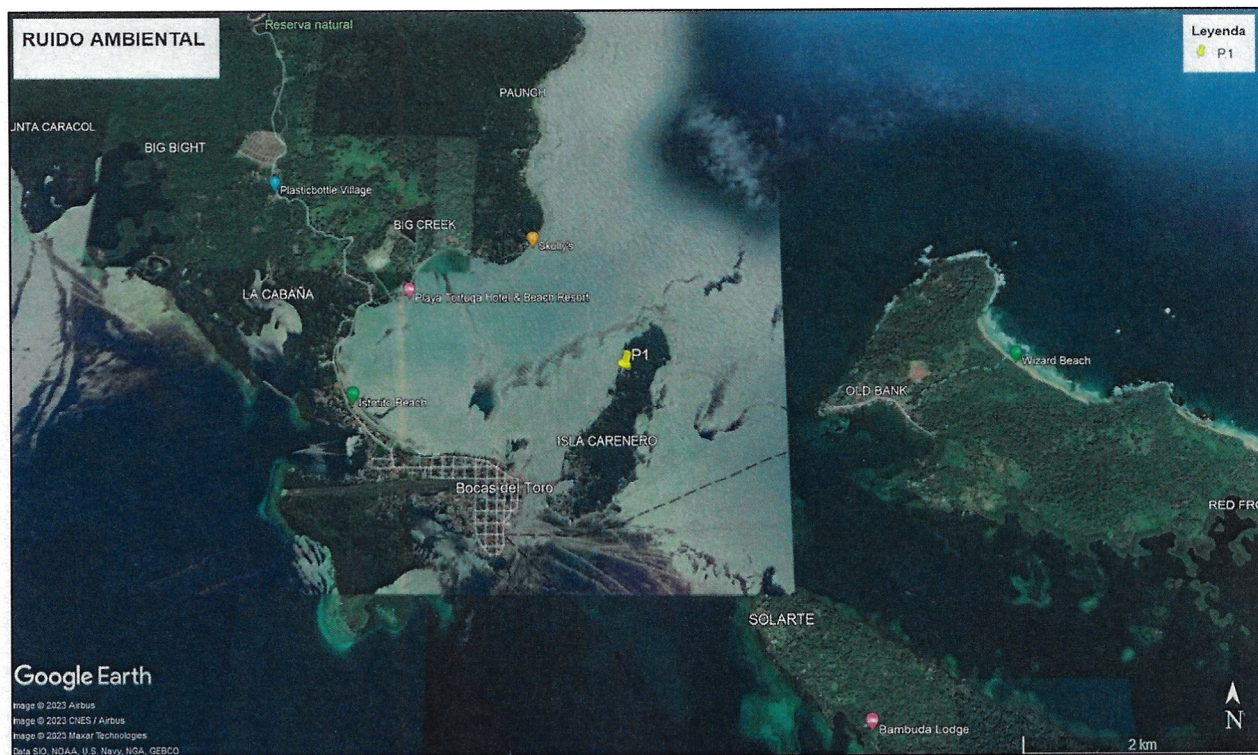 Reserva natural
RUIDO AMBIENTAL
Leyenda
P.1
PAUNCH
UNTA CARACOL
BIG BIGHT
Plasticbottle Village
BIG CREEK
Skully's
LA CABAÑA
Playa Tortuga Hotel & Beach Resort
P1
Wizard Beach
OLD BANK
Istmito Beach
ISLA CARENERO
Bocas del Toro
RED FRO
SOLARTE
Google Earth
Image © 2023 Airbus
Image © 2023 CNES / Airbus
Image © 2023 Maxar Technologies
Data SIO, NOAA, U.S. Navy, NGA, GEBCO
Bambuda Lodge
N
2 km